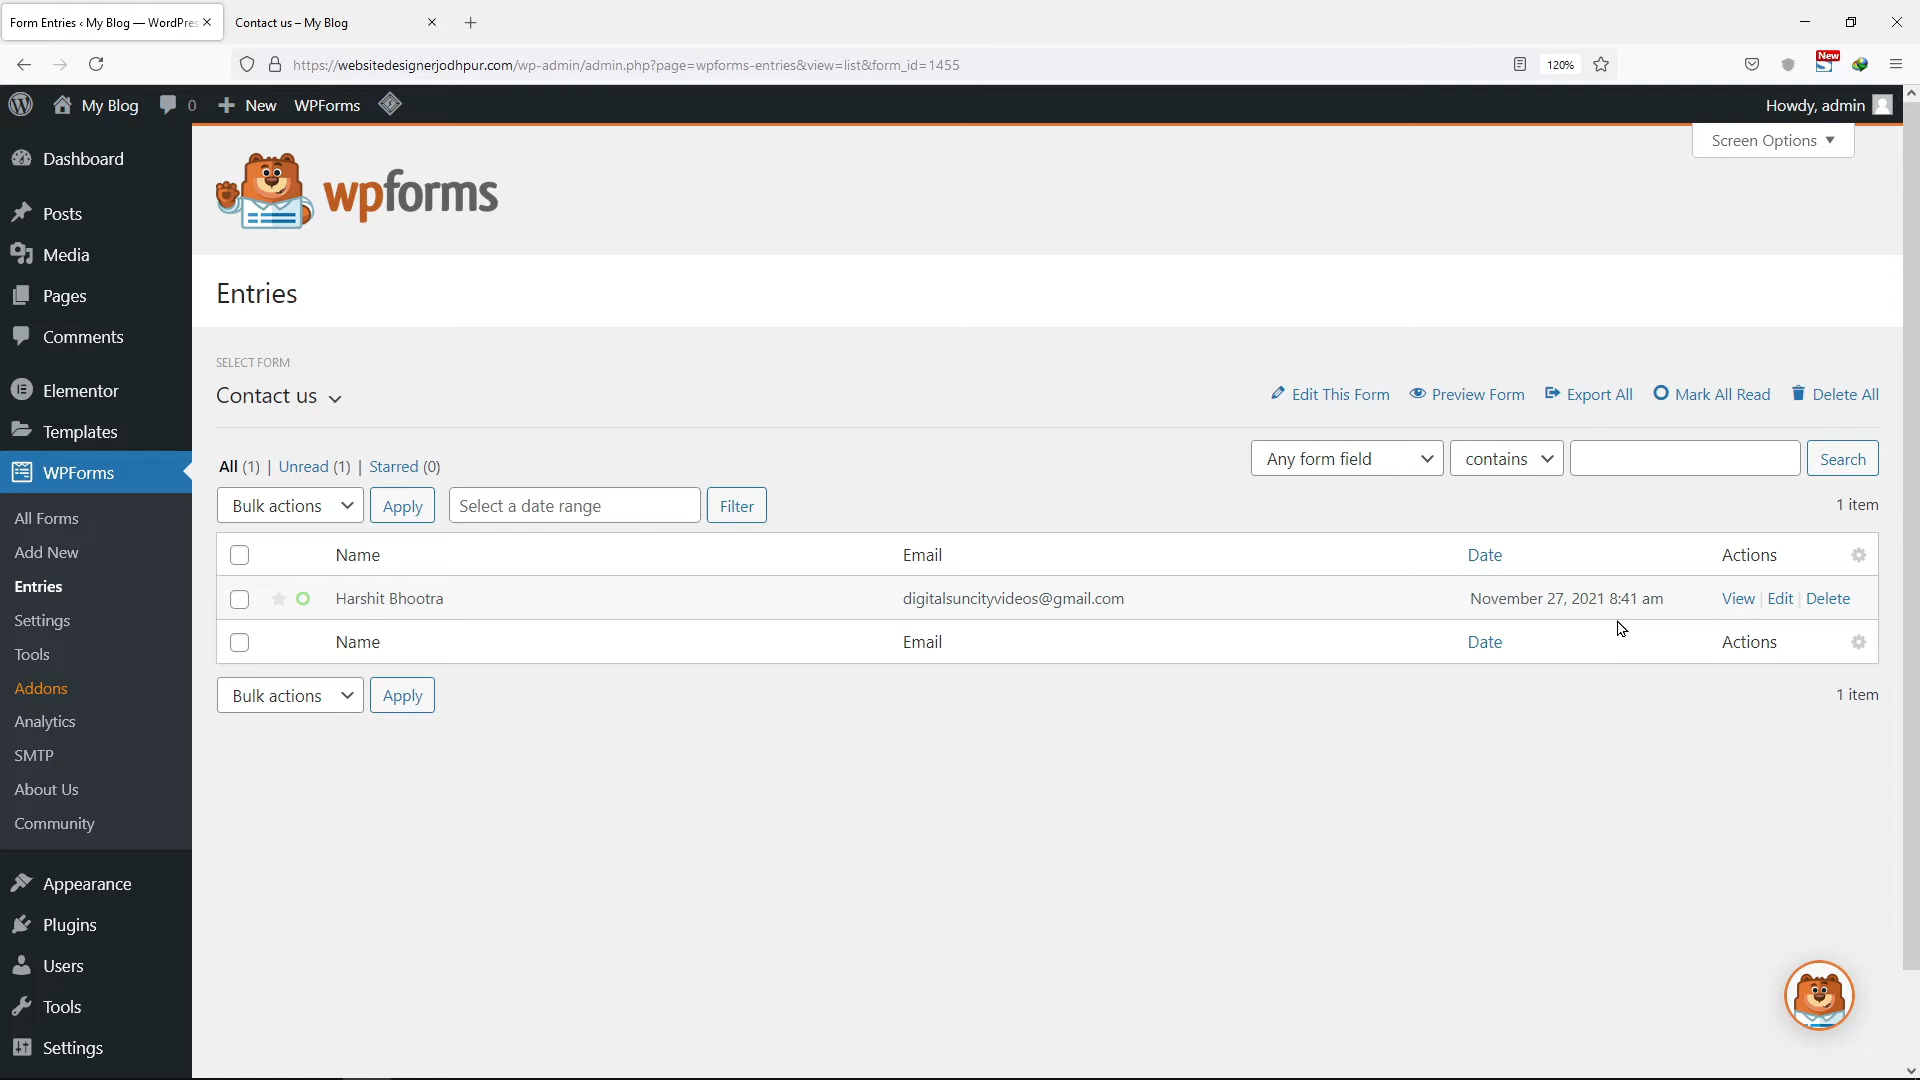 Form Entries ‹ My Blog — WordPres
Contact us – My Blog
https://websitedesignerjodhpur.com/wp-admin/admin.php?page=wpforms-entries&view=list&form_id=1455
120%
New
My Blog
0
New
WPForms
Howdy, admin
Screen Options
Dashboard
Posts
Media
Pages
Comments
Elementor
Templates
WPForms
All Forms
Add New
Entries
Settings
Tools
Addons
Analytics
SMTP
About Us
Community
Appearance
Plugins
Users
Tools
Settings
wpforms
Entries
SELECT FORM
Contact us
Edit This Form
Preview Form
Export All
Mark All Read
Delete All
All (1) | Unread (1) | Starred (0)
Any form field
contains
Search
Bulk actions
Apply
Select a date range
Filter
1 item
Name Email Date Actions
Harshit Bhootra digitalsuncityvideos@gmail.com November 27, 2021 8:41 am View | Edit | Delete
Name Email Date Actions
Bulk actions
Apply
1 item